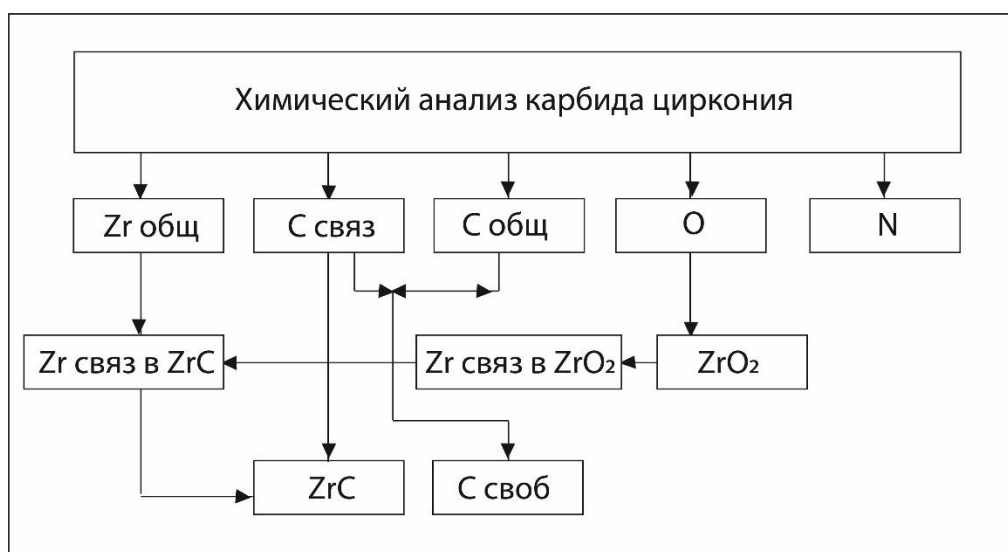 Химический анализ карбида циркония
Zr общ
C связ
C общ
O
N
Zr связ в ZrC
Zr связ в ZrO₂
ZrO₂
ZrC
C своб